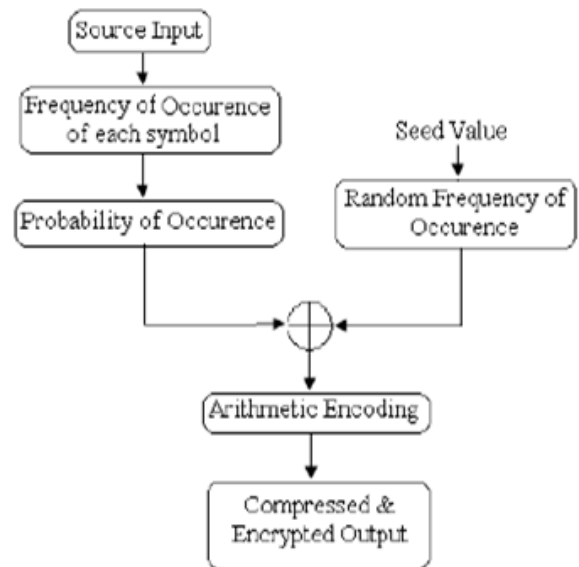 Source Input
Frequency of Occurence
of each symbol
Probability of Occurence
Seed Value
Random Frequency of
Occurence
Arithmetic Encoding
Compressed &
Encrypted Output